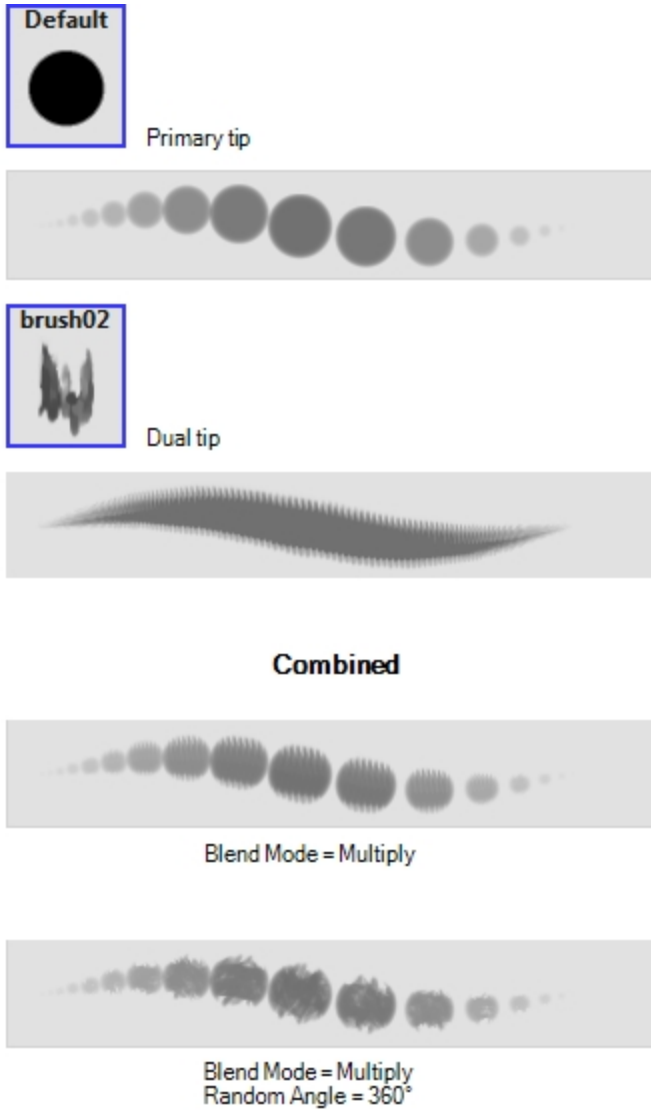 Default
Primary tip
brush02
Dual tip
Combined
Blend Mode = Multiply
Blend Mode = Multiply
Random Angle = 360°